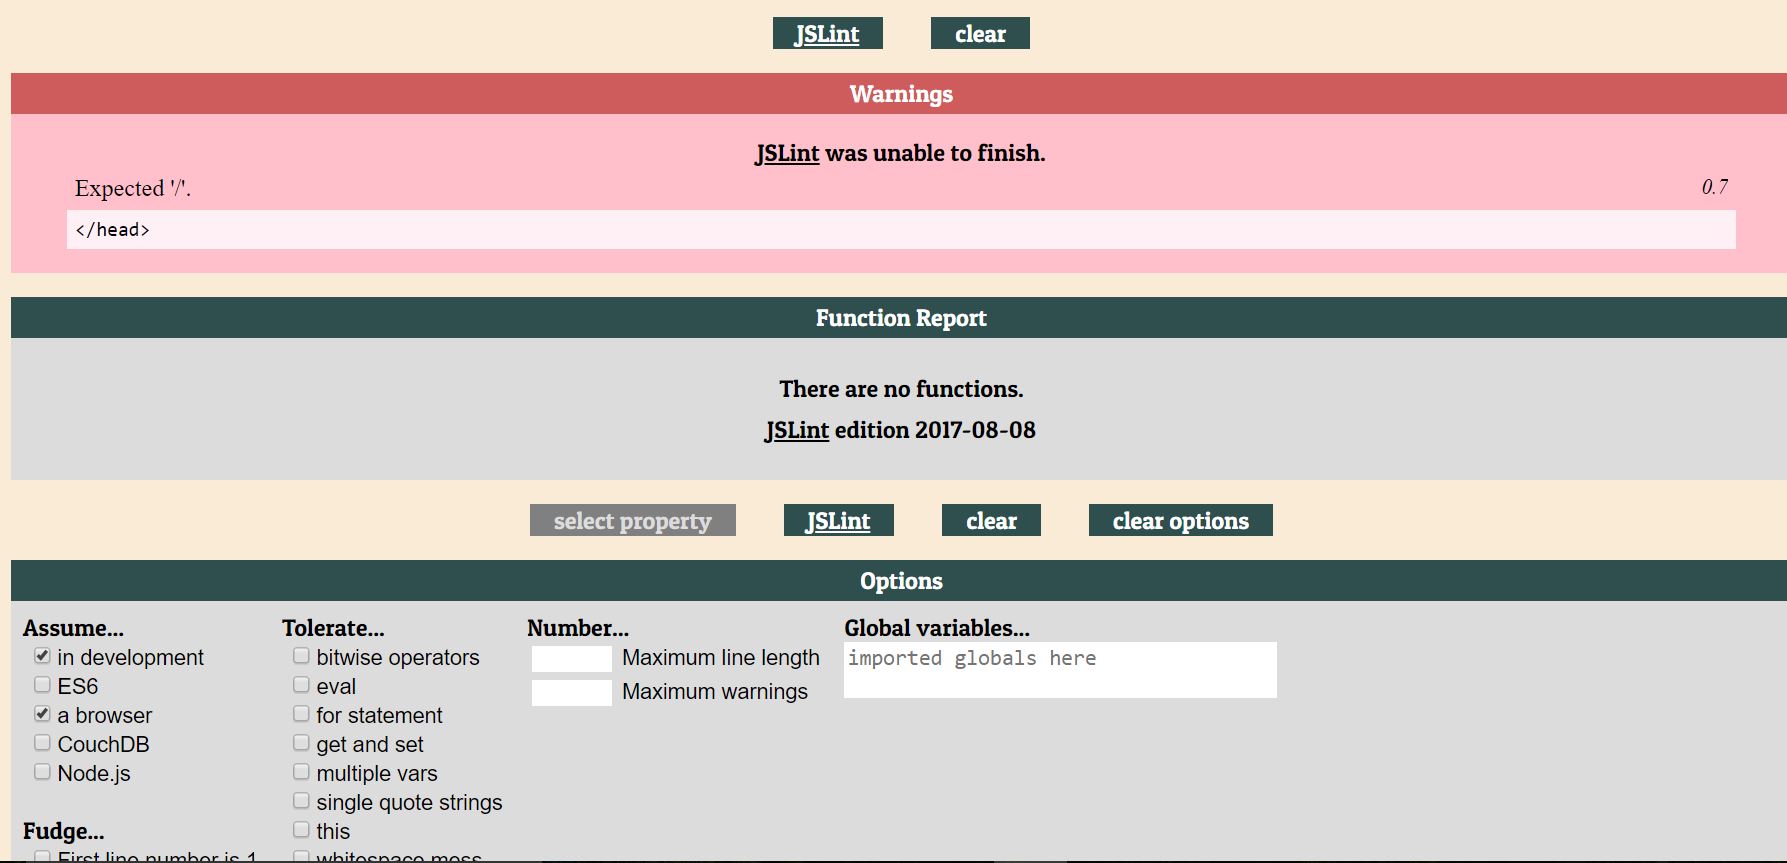 JSLint clear
Warnings
JSLint was unable to finish.
Expected '/'. 0.7
</head>
Function Report
There are no functions.
JSLint edition 2017-08-08
select property JSLint clear clear options
Options
Assume... Tolerate... Number... Global variables...
in development bitwise operators Maximum line length imported globals here
ES6 eval Maximum warnings
a browser for statement
CouchDB get and set
Node.js multiple vars
single quote strings
Fudge... this
First line number is 1 whitespace mess